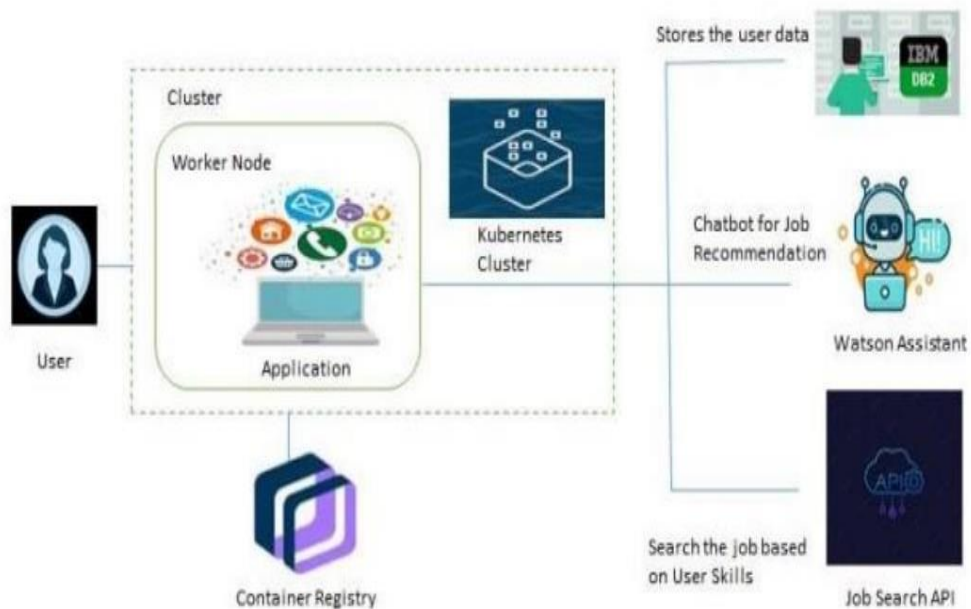 Stores the user data
IBM
DB2
Cluster
Worker Node
Kubernetes
Cluster
Chatbot for Job
Recommendation
HI!
User
Application
Watson Assistant
API
Container Registry
Search the job based
on User Skills
Job Search API